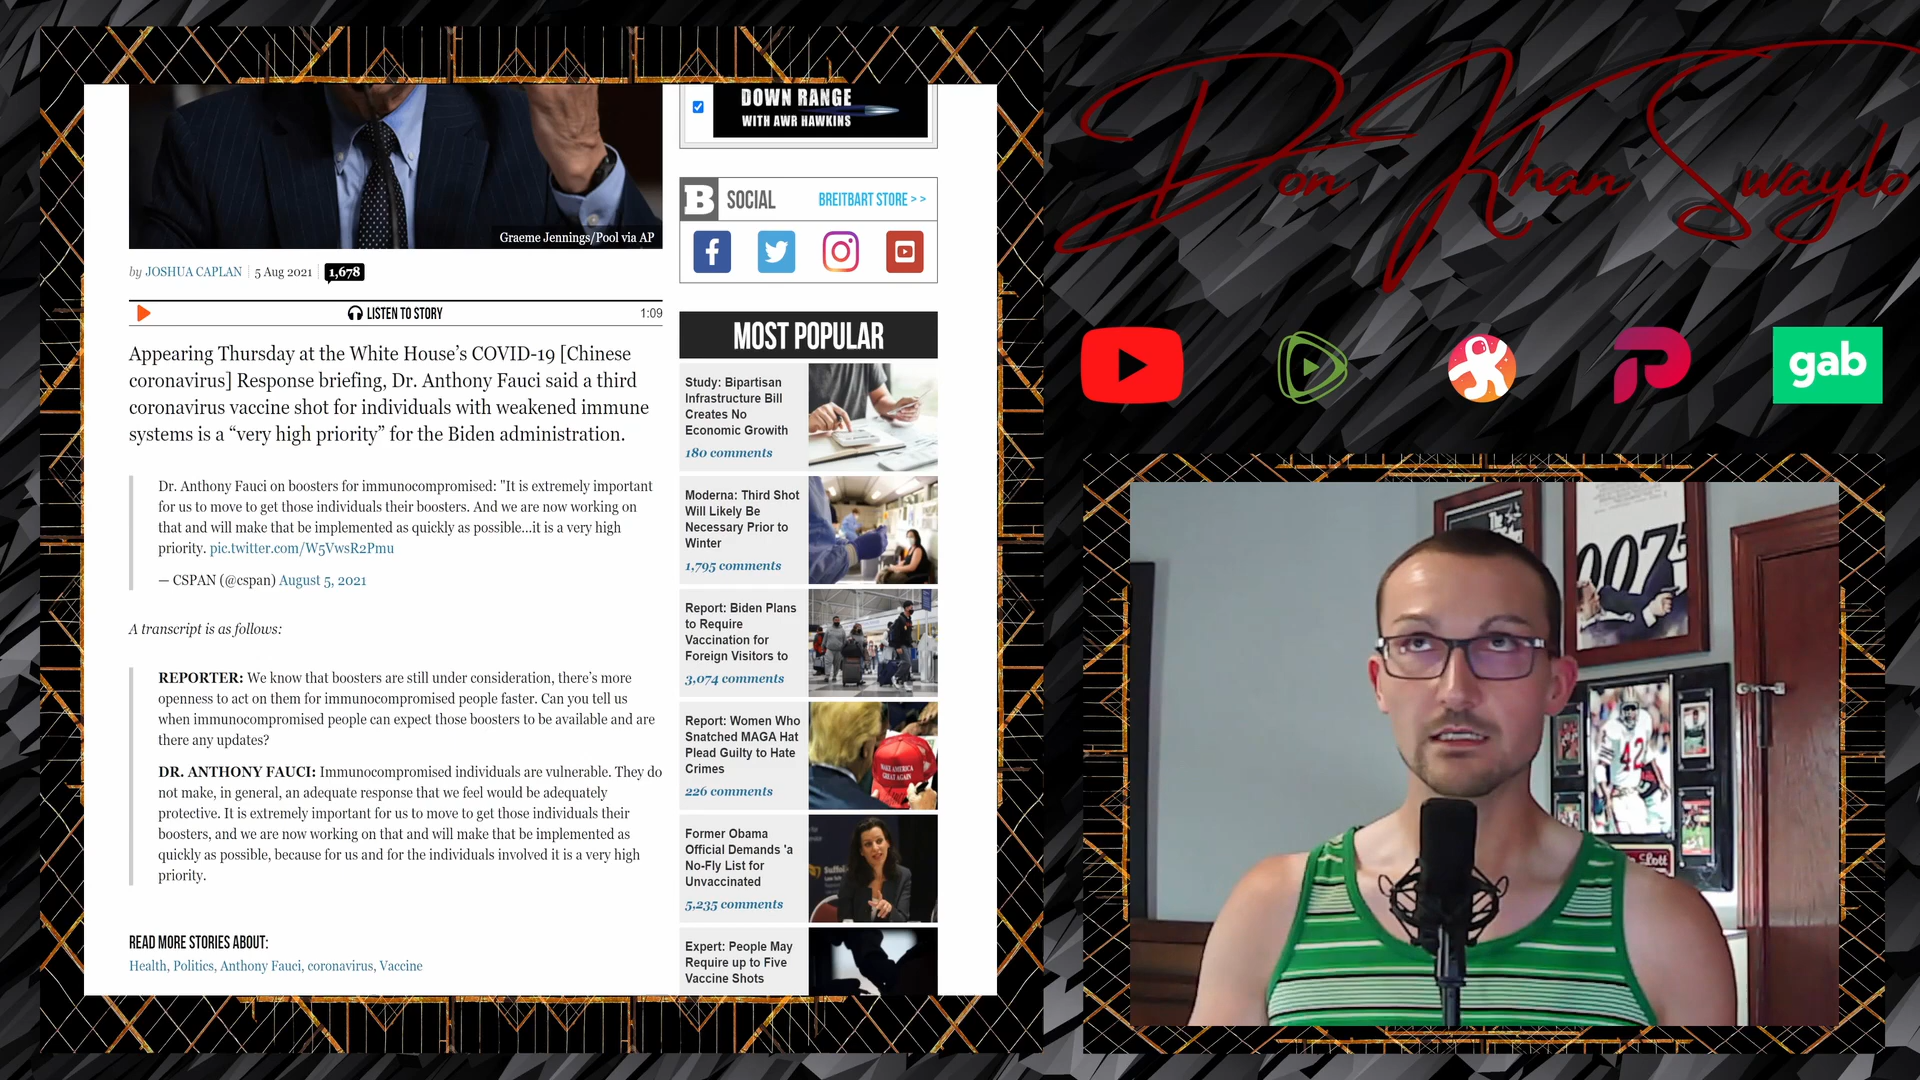 DOWN RANGE
WITH AWR HAWKINS
Don Khan Swaylo
Graeme Jennings/Pool via AP
B SOCIAL
BREITBART STORE > >
by JOSHUA CAPLAN
5 Aug 2021
1,678
LISTEN TO STORY
1:09
Appearing Thursday at the White House’s COVID-19 [Chinese
coronavirus] Response briefing, Dr. Anthony Fauci said a third
coronavirus vaccine shot for individuals with weakened immune
systems is a “very high priority” for the Biden administration.
Dr. Anthony Fauci on boosters for immunocompromised: "It is extremely important
for us to move to get those individuals their boosters. And we are now working on
that and will make that be implemented as quickly as possible...it is a very high
priority. pic.twitter.com/W5VwsR2Pmu
— CSPAN (@cspan) August 5, 2021
A transcript is as follows:
REPORTER: We know that boosters are still under consideration, there’s more
openness to act on them for immunocompromised people faster. Can you tell us
when immunocompromised people can expect those boosters to be available and are
there any updates?
DR. ANTHONY FAUCI: Immunocompromised individuals are vulnerable. They do
not make, in general, an adequate response that we feel would be adequately
protective. It is extremely important for us to move to get those individuals their
boosters, and we are now working on that and will make that be implemented as
quickly as possible, because for us and for the individuals involved it is a very high
priority.
READ MORE STORIES ABOUT:
Health, Politics, Anthony Fauci, coronavirus, Vaccine
MOST POPULAR
Study: Bipartisan
Infrastructure Bill
Creates No
Economic Growth
180 comments
Moderna: Third Shot
Will Likely Be
Necessary Prior to
Winter
1,795 comments
Report: Biden Plans
to Require
Vaccination for
Foreign Visitors to
3,074 comments
Report: Women Who
Snatched MAGA Hat
Plead Guilty to Hate
Crimes
226 comments
MAKE AMERICA
GREAT AGAIN
Former Obama
Official Demands 'a
No-Fly List for
Unvaccinated
5,235 comments
Expert: People May
Require up to Five
Vaccine Shots
gab
007
42
Lott